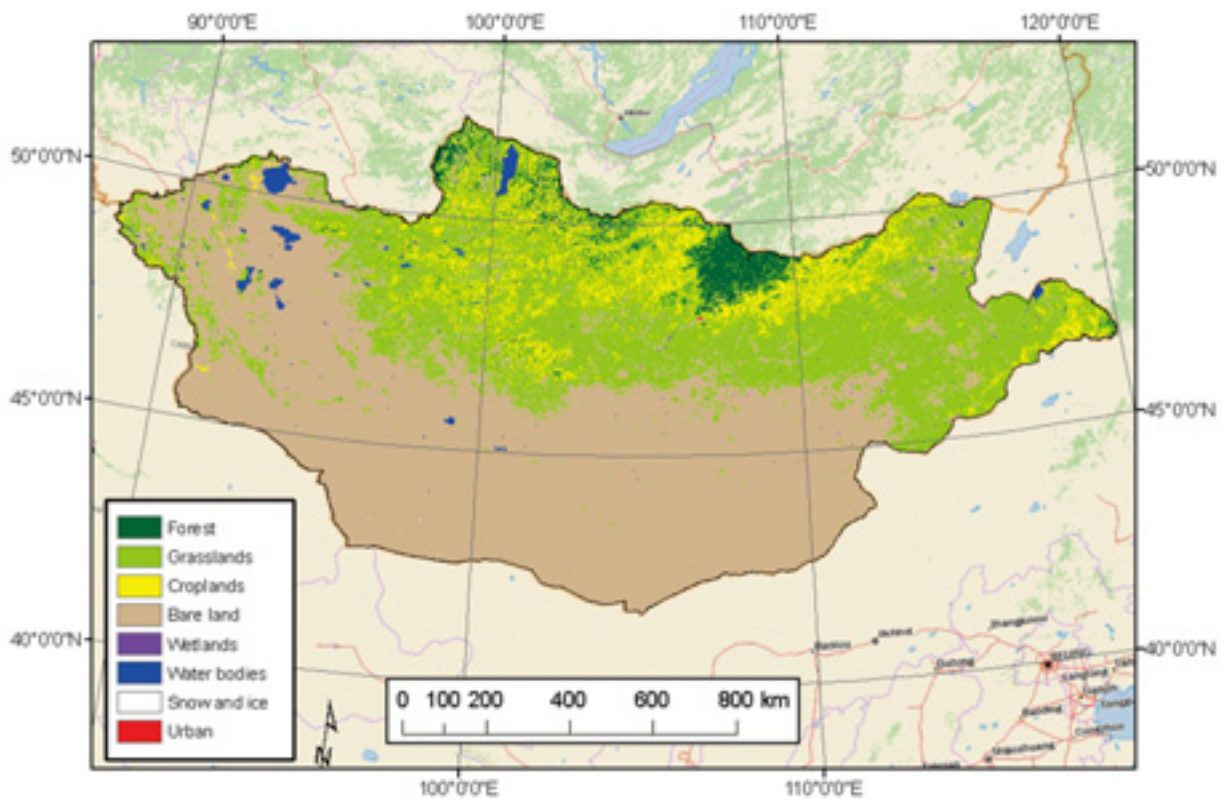 90°0'0"E 100°0'0"E 110°0'0"E 120°0'0"E
50°0'0"N 50°0'0"N
45°0'0"N 45°0'0"N
Forest
Grasslands
Croplands
Bare land
Wetlands
Water bodies
Snow and ice
Urban
40°0'0"N 40°0'0"N
0 100 200 400 600 800 km
N
BEIJING
Datong
100°0'0"E 110°0'0"E